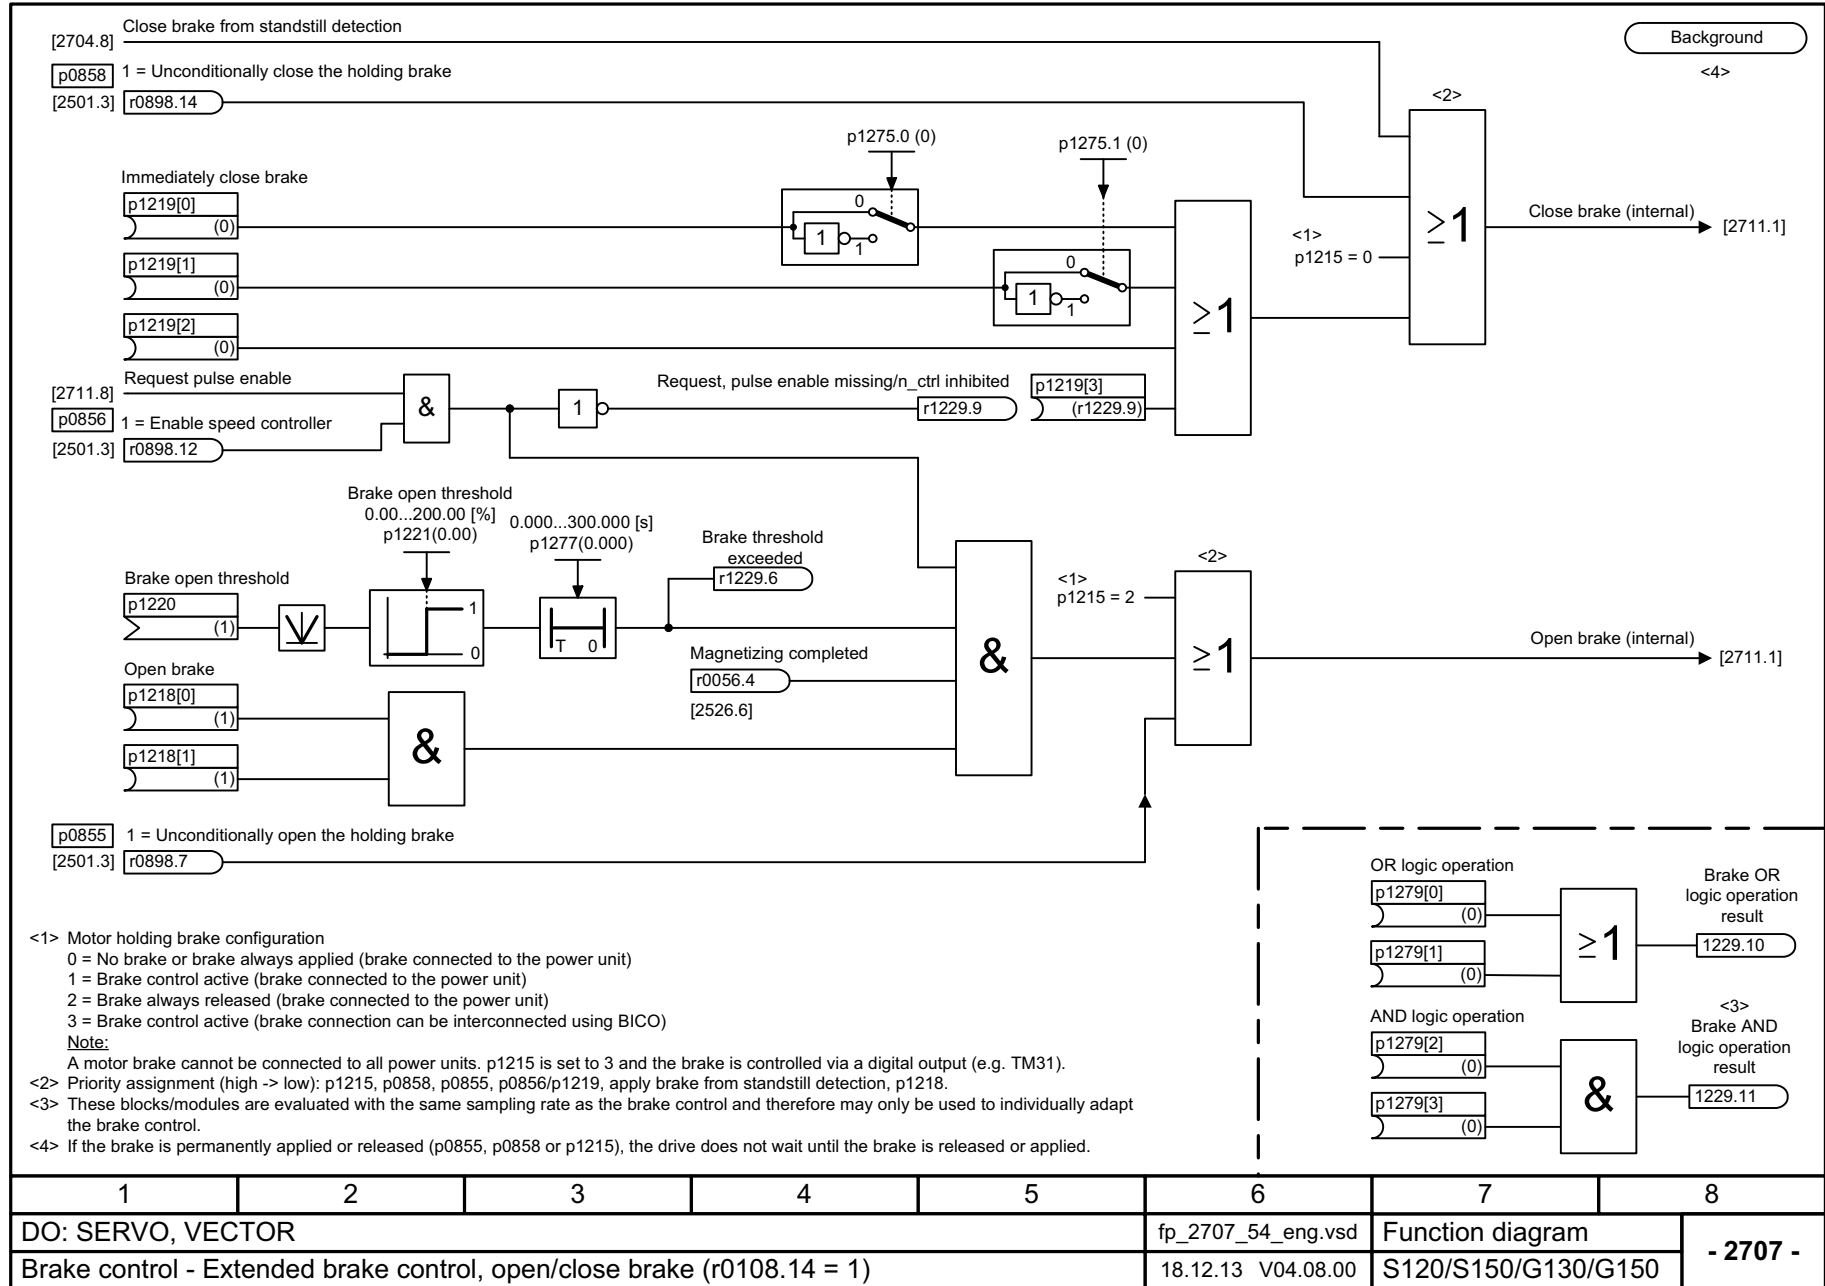 Close brake from standstill detection
[2704.8]
Background
<4>
p0858 1 = Unconditionally close the holding brake
[2501.3] r0898.14
<2>
p1275.0 (0)
p1275.1 (0)
Immediately close brake
p1219[0]
(0)
0
1
1
p1219[1]
(0)
0
1
1
p1219[2]
(0)
≥1
≥1
<1>
p1215 = 0
Close brake (internal)
[2711.1]
Request pulse enable
[2711.8]
p0856 1 = Enable speed controller
[2501.3] r0898.12
&
1
Request, pulse enable missing/n_ctrl inhibited
r1229.9
p1219[3]
(r1229.9)
Brake open threshold
0.00...200.00 [%]
p1221(0.00)
0.000...300.000 [s]
p1277(0.000)
Brake threshold
exceeded
r1229.6
Brake open threshold
p1220
(1)
1
0
T 0
Magnetizing completed
r0056.4
[2526.6]
&
<1>
p1215 = 2
<2>
≥1
Open brake (internal)
[2711.1]
Open brake
p1218[0]
(1)
p1218[1]
(1)
&
p0855 1 = Unconditionally open the holding brake
[2501.3] r0898.7
OR logic operation
p1279[0]
(0)
p1279[1]
(0)
≥1
Brake OR
logic operation
result
1229.10
AND logic operation
p1279[2]
(0)
p1279[3]
(0)
&
<3>
Brake AND
logic operation
result
1229.11
<1> Motor holding brake configuration
0 = No brake or brake always applied (brake connected to the power unit)
1 = Brake control active (brake connected to the power unit)
2 = Brake always released (brake connected to the power unit)
3 = Brake control active (brake connection can be interconnected using BICO)
Note:
A motor brake cannot be connected to all power units. p1215 is set to 3 and the brake is controlled via a digital output (e.g. TM31).
<2> Priority assignment (high -> low): p1215, p0858, p0855, p0856/p1219, apply brake from standstill detection, p1218.
<3> These blocks/modules are evaluated with the same sampling rate as the brake control and therefore may only be used to individually adapt
the brake control.
<4> If the brake is permanently applied or released (p0855, p0858 or p1215), the drive does not wait until the brake is released or applied.
1 2 3 4 5 6 7 8
DO: SERVO, VECTOR
fp_2707_54_eng.vsd
Function diagram
- 2707 -
Brake control - Extended brake control, open/close brake (r0108.14 = 1)
18.12.13 V04.08.00
S120/S150/G130/G150